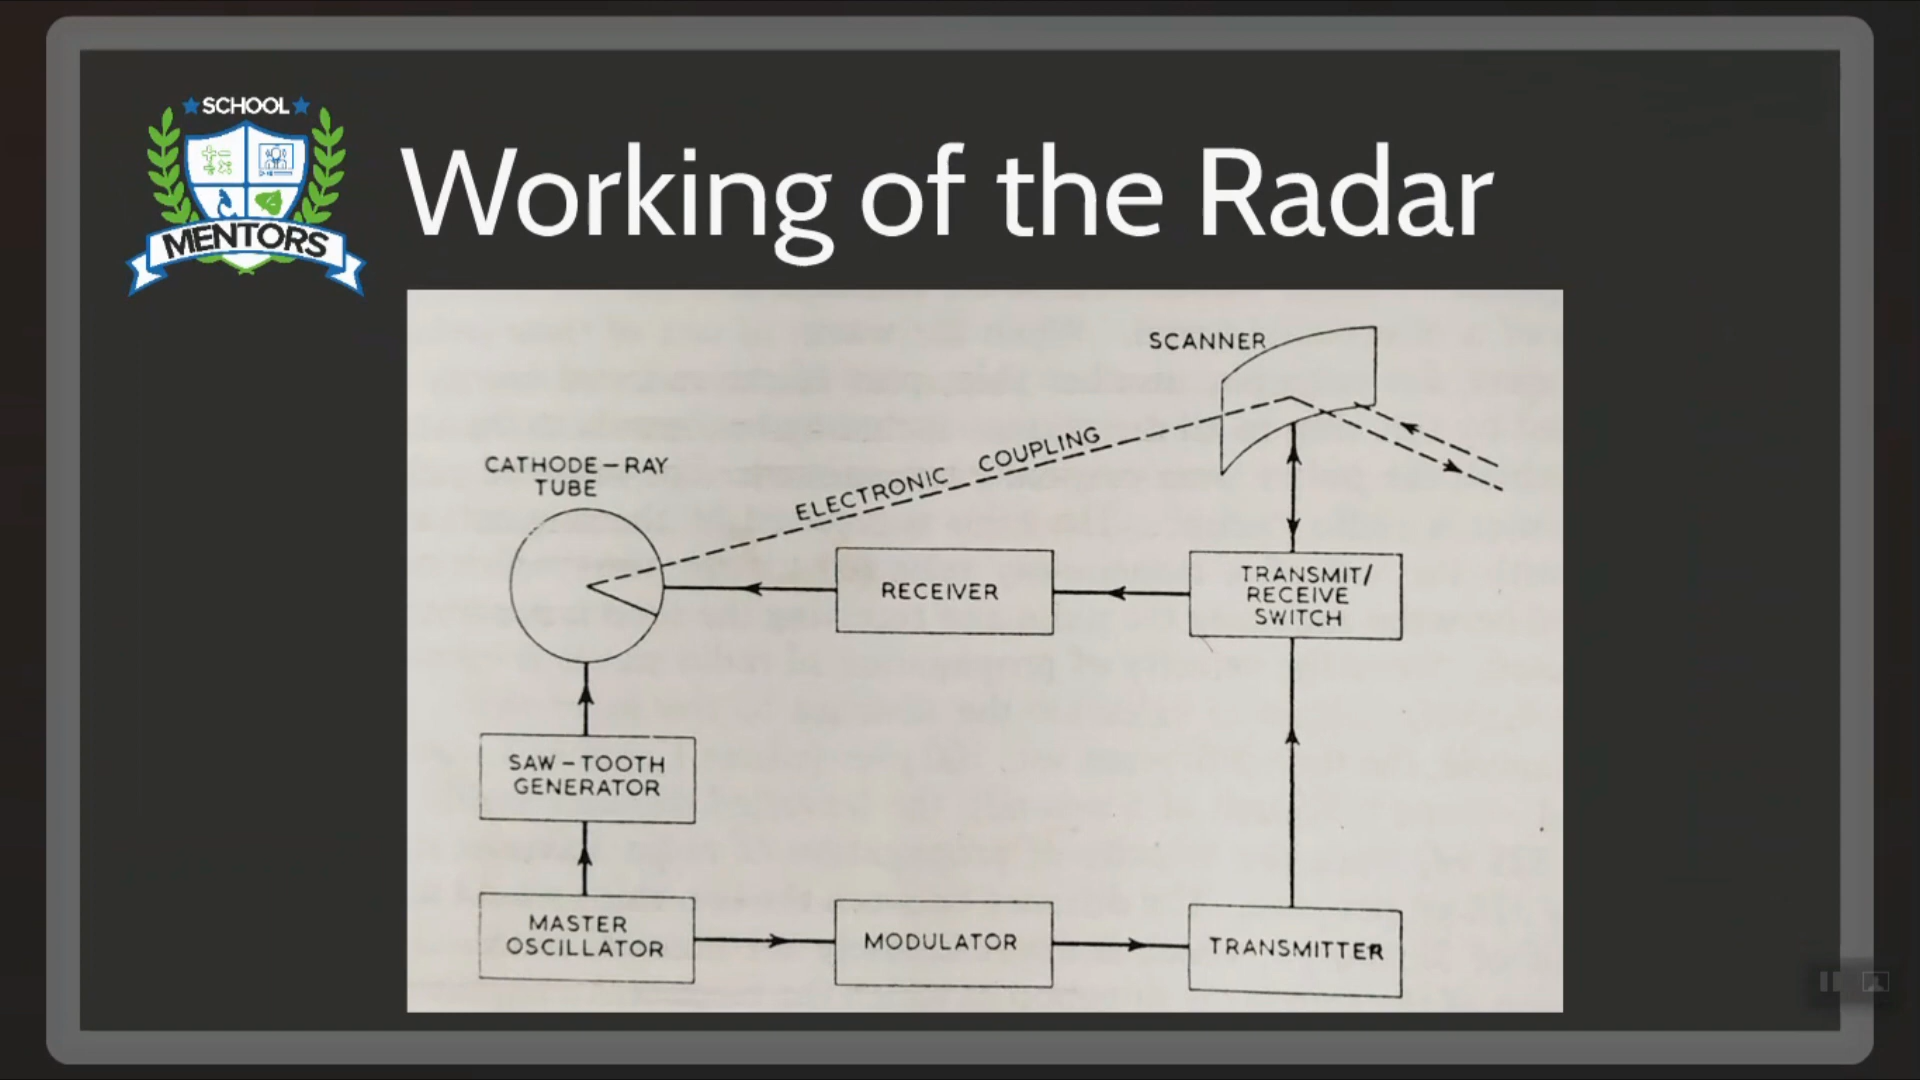 SCHOOL
MENTORS
Working of the Radar
SCANNER
ELECTRONIC COUPLING
CATHODE-RAY
TUBE
RECEIVER
TRANSMIT/
RECEIVE
SWITCH
SAW-TOOTH
GENERATOR
MASTER
OSCILLATOR
MODULATOR
TRANSMITTER